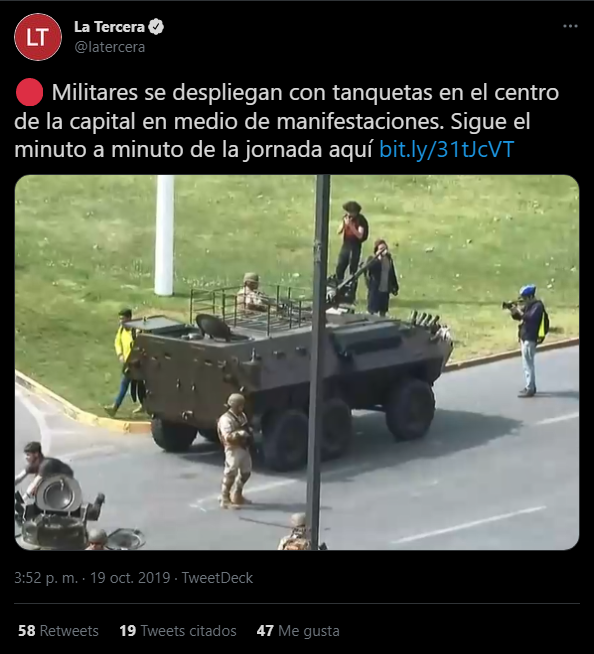 LT
La Tercera
@latercera
🔴 Militares se despliegan con tanquetas en el centro
de la capital en medio de manifestaciones. Sigue el
minuto a minuto de la jornada aquí bit.ly/31tJcVT
3:52 p. m. · 19 oct. 2019 · TweetDeck
58 Retweets 19 Tweets citados 47 Me gusta